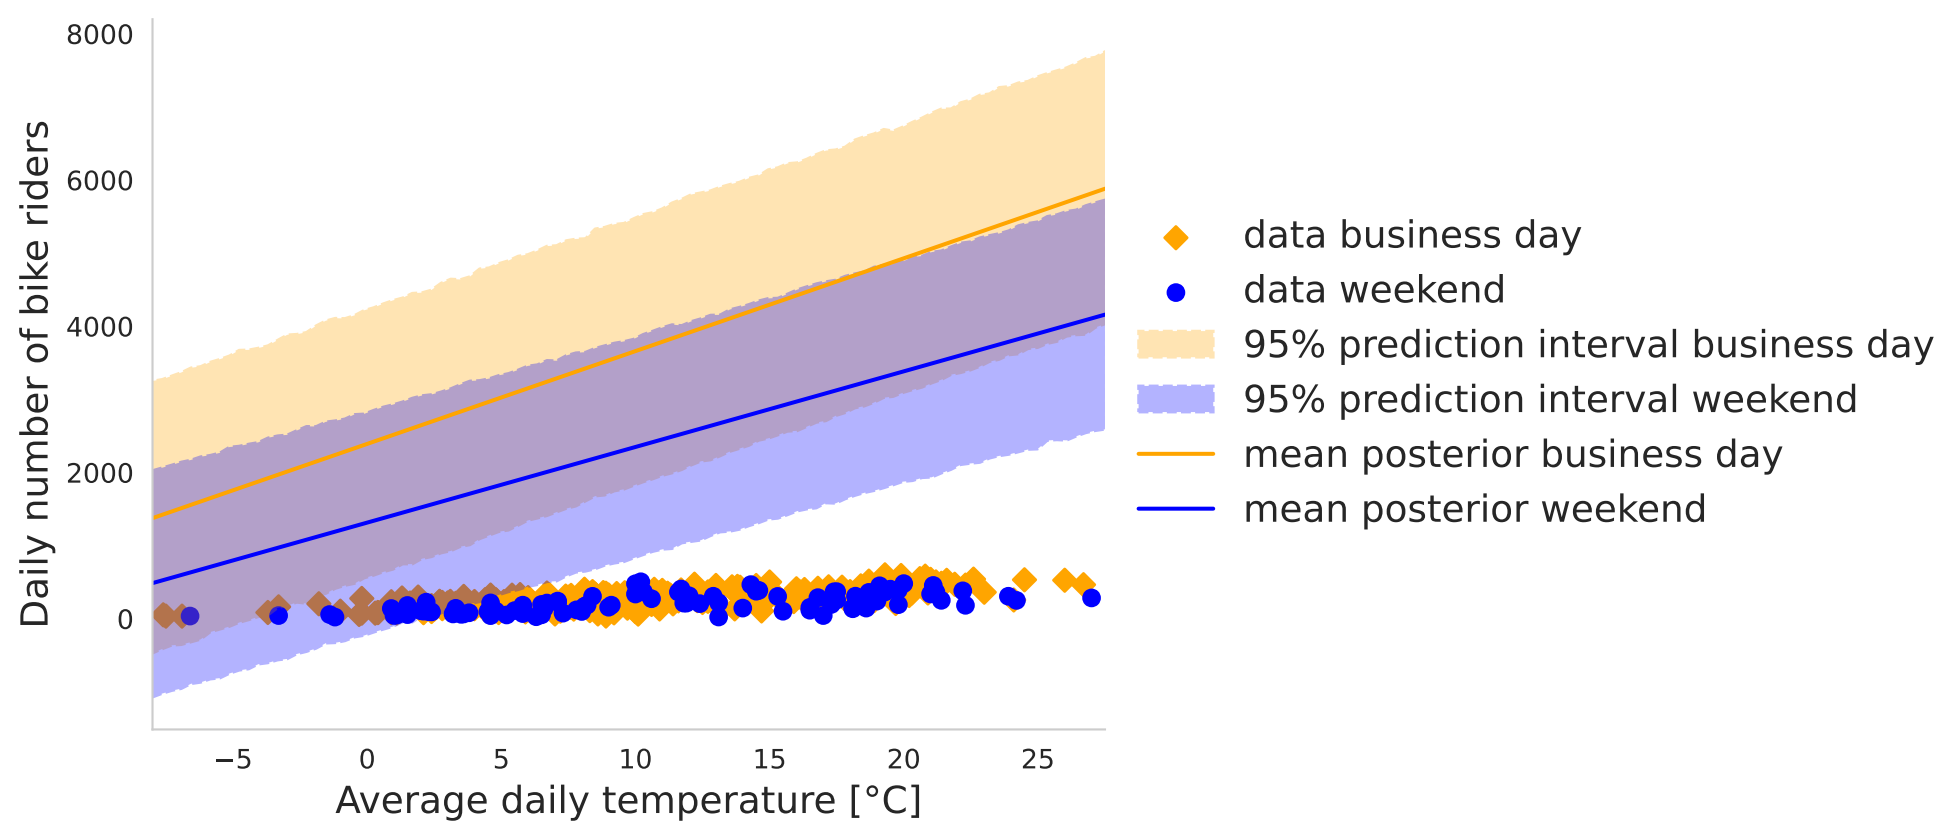 8000
6000
4000
2000
0
Daily number of bike riders
−5 0 5 10 15 20 25
Average daily temperature [°C]
data business day
data weekend
95% prediction interval business day
95% prediction interval weekend
mean posterior business day
mean posterior weekend